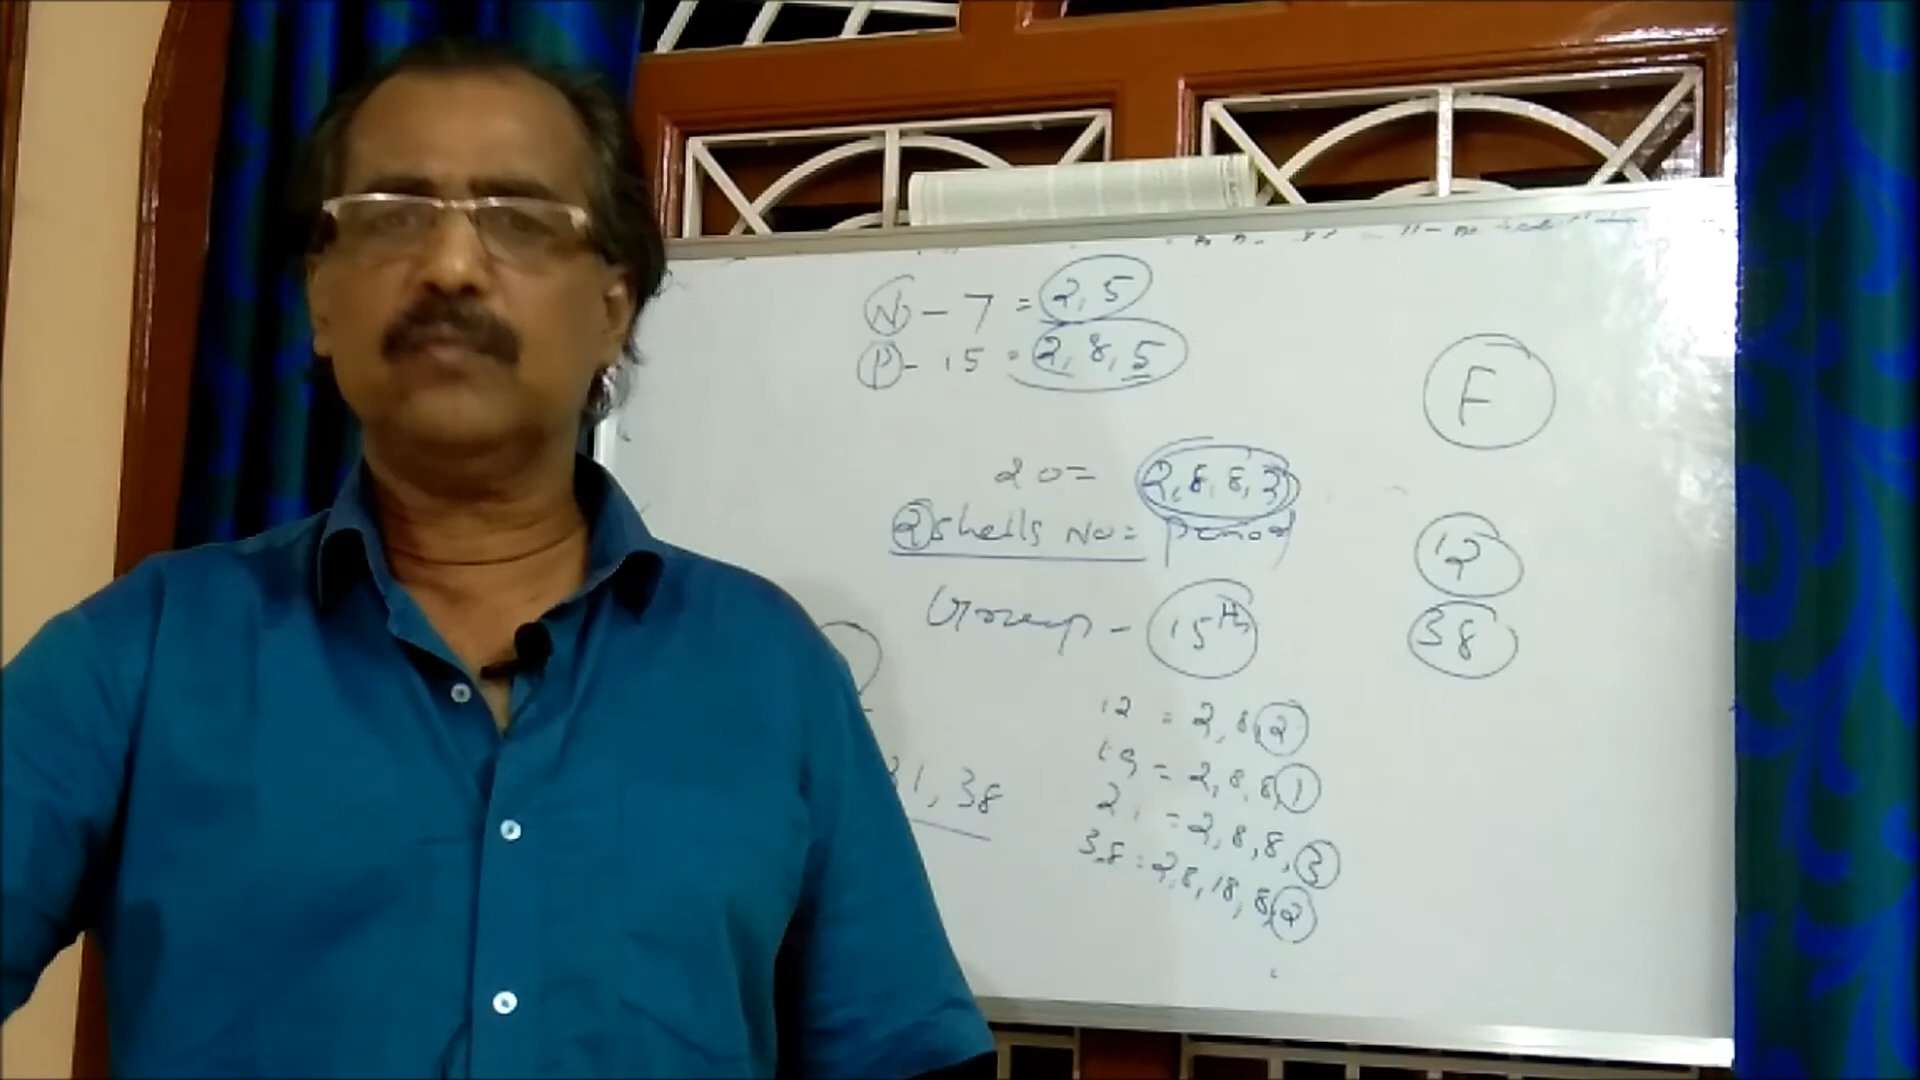 N - 7 = 2, 5
P - 15 = 2, 8, 5
F
20 = 2, 8, 8, 2
2 shells No = period
12
Group - 15th
38
12 = 2, 8, 2
19 = 2, 8, 8, 1
1, 38
21 = 2, 8, 8, 3
38 = 2, 8, 18, 8, 2